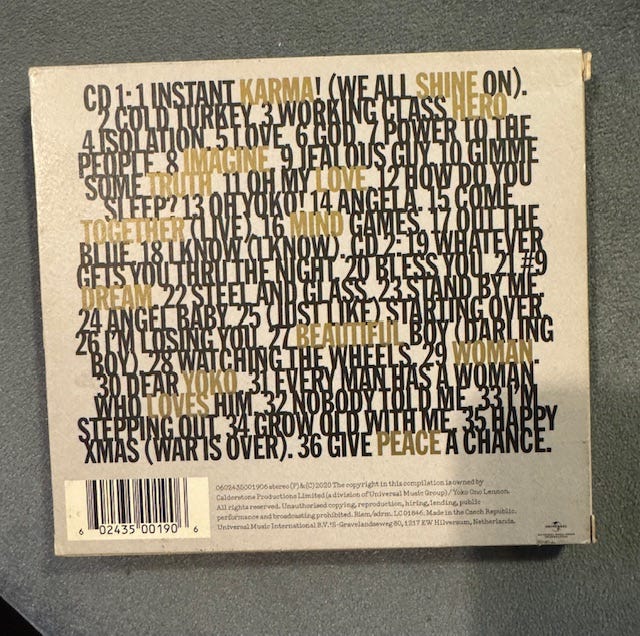 CD 1: 1 INSTANT KARMA! (WE ALL SHINE ON).
2 COLD TURKEY. 3 WORKING CLASS HERO.
4 ISOLATION. 5 LOVE. 6 GOD. 7 POWER TO THE
PEOPLE. 8 IMAGINE. 9 JEALOUS GUY. 10 GIMME
SOME TRUTH. 11 OH MY LOVE. 12 HOW DO YOU
SLEEP? 13 OH YOKO! 14 ANGELA. 15 COME
TOGETHER (LIVE). 16 MIND GAMES. 17 OUT THE
BLUE. 18 I KNOW (I KNOW). CD 2: 19 WHATEVER
GETS YOU THRU THE NIGHT. 20 BLESS YOU. 21 #9
DREAM. 22 STEEL AND GLASS. 23 STAND BY ME.
24 ANGEL BABY. 25 (JUST LIKE) STARTING OVER.
26 I'M LOSING YOU. 27 BEAUTIFUL BOY (DARLING
BOY). 28 WATCHING THE WHEELS. 29 WOMAN.
30 DEAR YOKO. 31 EVERY MAN HAS A WOMAN
WHO LOVES HIM. 32 NOBODY TOLD ME. 33 I'M
STEPPING OUT. 34 GROW OLD WITH ME. 35 HAPPY
XMAS (WAR IS OVER). 36 GIVE PEACE A CHANCE.
6 02435 00190 6
0602435001906 stereo (P) & (C) 2020 The copyright in this compilation is owned by
Calderstone Productions Limited (a division of Universal Music Group) / Yoko Ono Lennon.
All rights reserved. Unauthorised copying, reproduction, hiring, lending, public
performance and broadcasting prohibited. Biem/sdrm. LC 01846. Made in the Czech Republic.
Universal Music International B.V. 's-Gravelandseweg 80, 1217 EW Hilversum, Netherlands.
UNIVERSAL